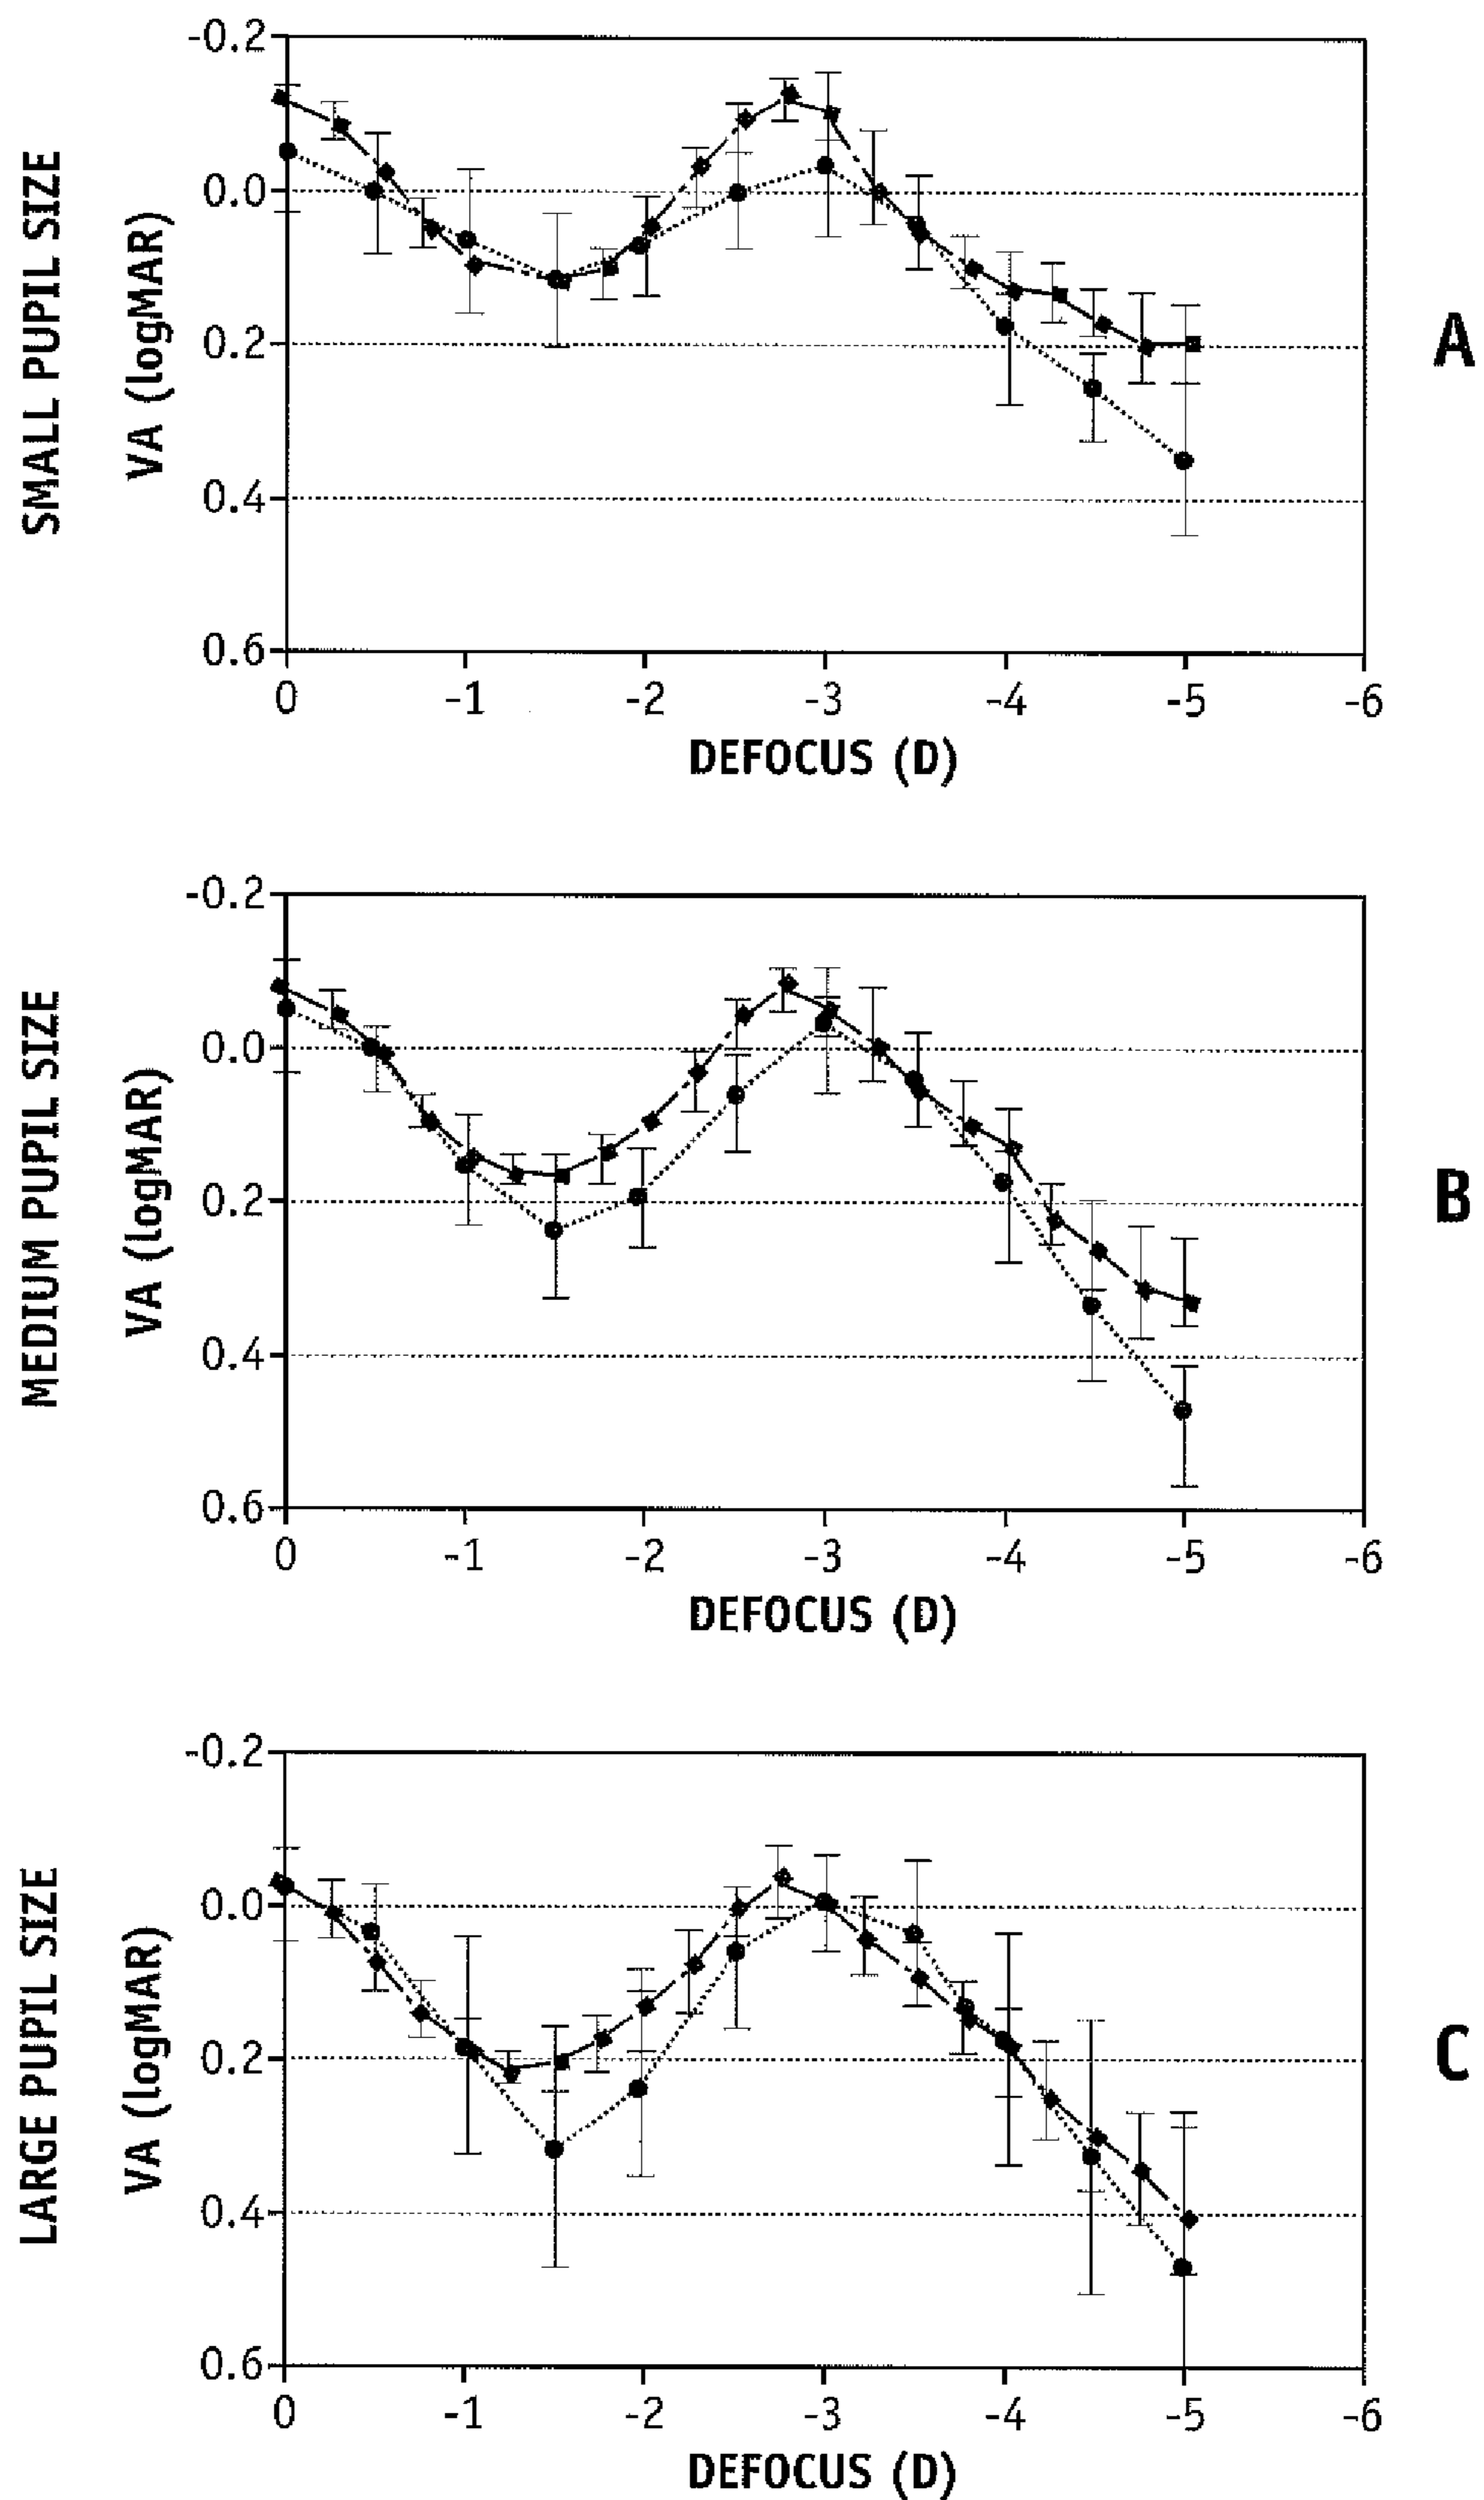 SMALL PUPIL SIZE
VA (logMAR)
-0.2
0.0
0.2
0.4
0.6
0 -1 -2 -3 -4 -5 -6
DEFOCUS (D)
A
MEDIUM PUPIL SIZE
VA (logMAR)
-0.2
0.0
0.2
0.4
0.6
0 -1 -2 -3 -4 -5 -6
DEFOCUS (D)
B
LARGE PUPIL SIZE
VA (logMAR)
-0.2
0.0
0.2
0.4
0.6
0 -1 -2 -3 -4 -5 -6
DEFOCUS (D)
C